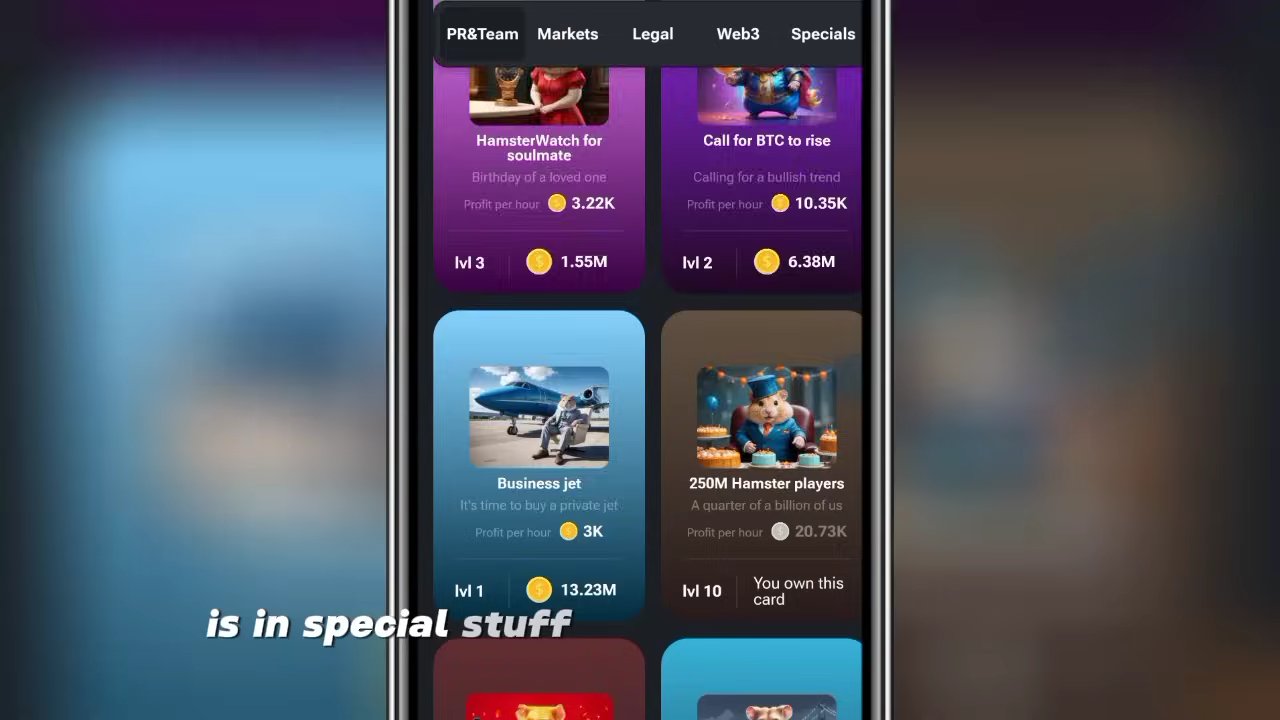 PR&Team Markets Legal Web3 Specials
HamsterWatch for
soulmate
Birthday of a loved one
Profit per hour 3.22K
lvl 3 1.55M
Call for BTC to rise
Calling for a bullish trend
Profit per hour 10.35K
lvl 2 6.38M
Business jet
It's time to buy a private jet
Profit per hour 3K
lvl 1 13.23M
250M Hamster players
A quarter of a billion of us
Profit per hour 20.73K
lvl 10 You own this
card
is in special stuff